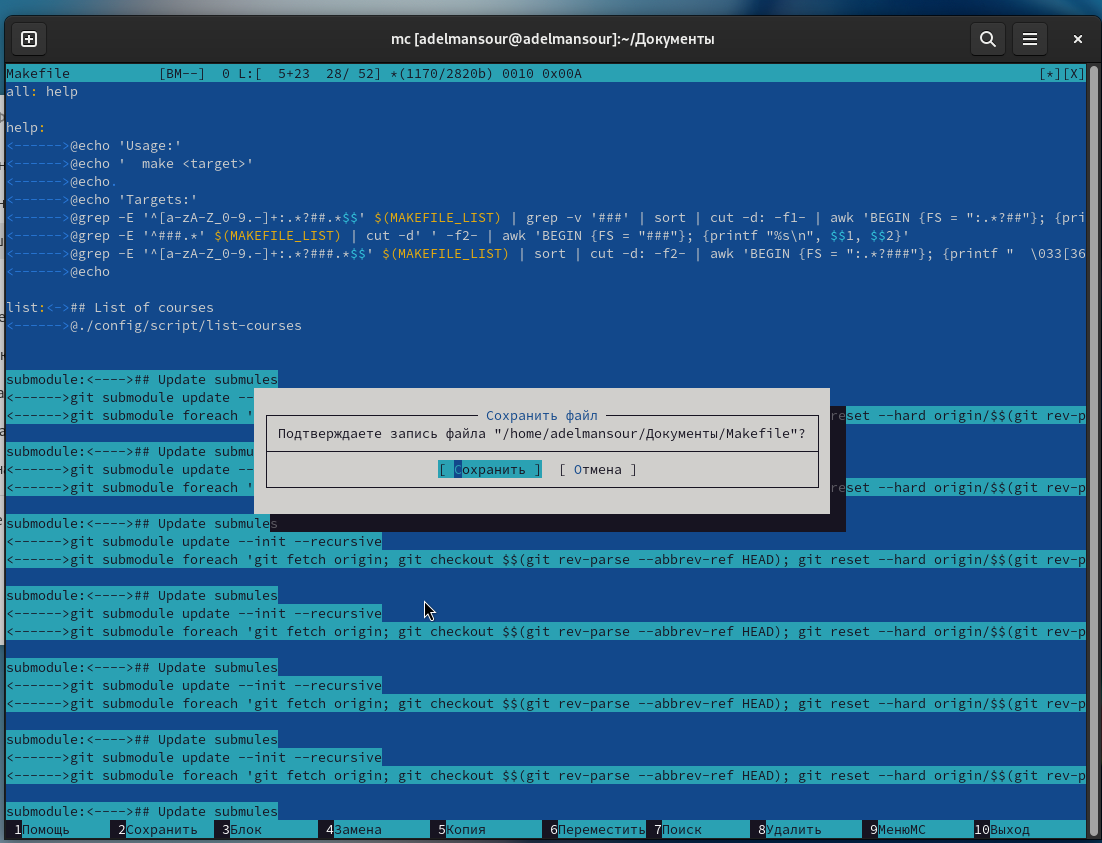 mc [adelmansour@adelmansour]:~/Документы
Makefile [BM--] 0 L:[ 5+23 28/ 52] *(1170/2820b) 0010 0x00A [*][X]
all: help
help:
<------>@echo 'Usage:'
<------>@echo '  make <target>'
<------>@echo.
<------>@echo 'Targets:'
<------>@grep -E '^[a-zA-Z_0-9.-]+:.*?##.*$$' $(MAKEFILE_LIST) | grep -v '###' | sort | cut -d: -f1- | awk 'BEGIN {FS = ":.*?##"}; {pri
<------>@grep -E '^###.*' $(MAKEFILE_LIST) | cut -d' ' -f2- | awk 'BEGIN {FS = "###"}; {printf "%s\n", $$1, $$2}'
<------>@grep -E '^[a-zA-Z_0-9.-]+:.*?###.*$$' $(MAKEFILE_LIST) | sort | cut -d: -f2- | awk 'BEGIN {FS = ":.*?###"}; {printf "  \033[36
<------>@echo
list:<->## List of courses
<------>@./config/script/list-courses
submodule:<---->## Update submules
<------>git submodule update --
<------>git submodule foreach ' reset --hard origin/$$(git rev-p
submodule:<---->## Update submu
<------>git submodule update --
<------>git submodule foreach ' reset --hard origin/$$(git rev-p
Сохранить файл
Подтверждаете запись файла "/home/adelmansour/Документы/Makefile"?
[ Сохранить ] [ Отмена ]
submodule:<---->## Update submules
<------>git submodule update --init --recursive
<------>git submodule foreach 'git fetch origin; git checkout $$(git rev-parse --abbrev-ref HEAD); git reset --hard origin/$$(git rev-p
submodule:<---->## Update submules
<------>git submodule update --init --recursive
<------>git submodule foreach 'git fetch origin; git checkout $$(git rev-parse --abbrev-ref HEAD); git reset --hard origin/$$(git rev-p
submodule:<---->## Update submules
<------>git submodule update --init --recursive
<------>git submodule foreach 'git fetch origin; git checkout $$(git rev-parse --abbrev-ref HEAD); git reset --hard origin/$$(git rev-p
submodule:<---->## Update submules
<------>git submodule update --init --recursive
<------>git submodule foreach 'git fetch origin; git checkout $$(git rev-parse --abbrev-ref HEAD); git reset --hard origin/$$(git rev-p
submodule:<---->## Update submules
1Помощь 2Сохранить 3Блок 4Замена 5Копия 6Переместить 7Поиск 8Удалить 9МенюMC 10Выход